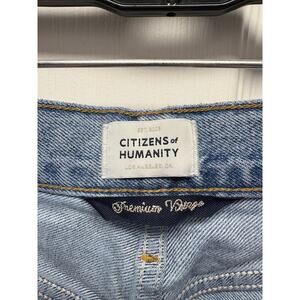 EST. 2003
CITIZENS of
HUMANITY
LOS ANGELES, CA.
Premium Vintage